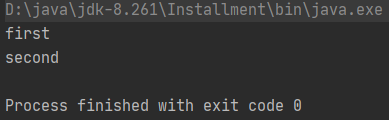 D:\java\jdk-8.261\Installment\bin\java.exe
first
second
Process finished with exit code 0